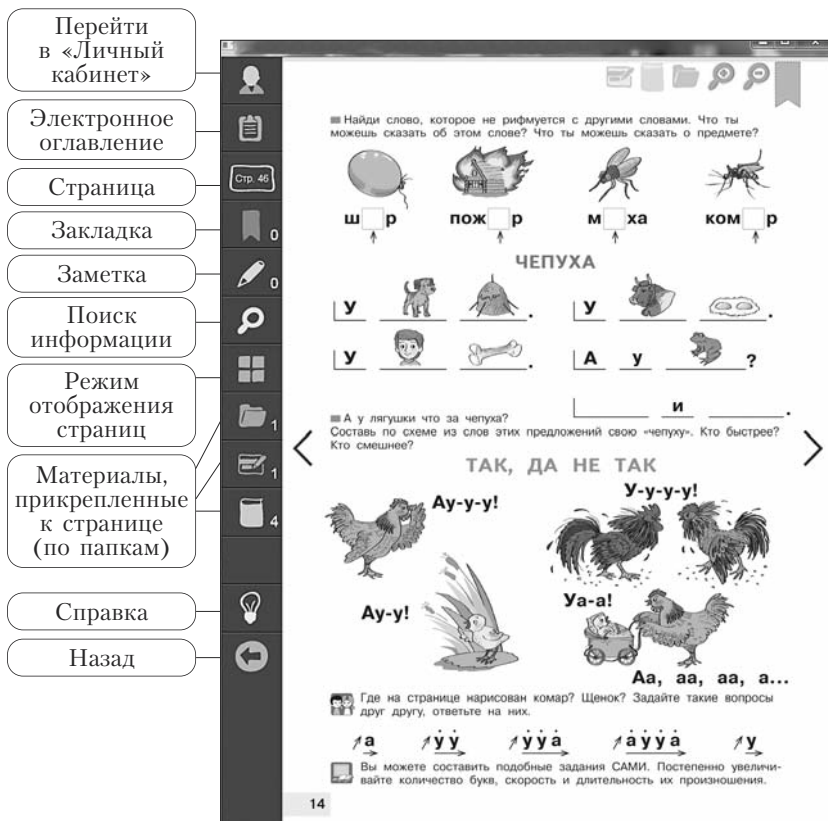 Перейти
в «Личный
кабинет»
Электронное
оглавление
Страница
Закладка
Заметка
Поиск
информации
Режим
отображения
страниц
Материалы,
прикрепленные
к странице
(по папкам)
Справка
Назад
Стр. 46
0
0
1
1
4
Найди слово, которое не рифмуется с другими словами. Что ты
можешь сказать об этом слове? Что ты можешь сказать о предмете?
ш р пож р м ха ком р
ЧЕПУХА
У . У .
У . А у ?
и .
А у лягушки что за чепуха?
Составь по схеме из слов этих предложений свою «чепуху». Кто быстрее?
Кто смешнее?
ТАК, ДА НЕ ТАК
Ау-у-у!
У-у-у-у!
Ау-у!
Уа-а!
Аа, аа, аа, а...
Где на странице нарисован комар? Щенок? Задайте такие вопросы
друг другу, ответьте на них.
а у у у у а а у у а у
Вы можете составить подобные задания САМИ. Постепенно увеличи-
вайте количество букв, скорость и длительность их произношения.
14